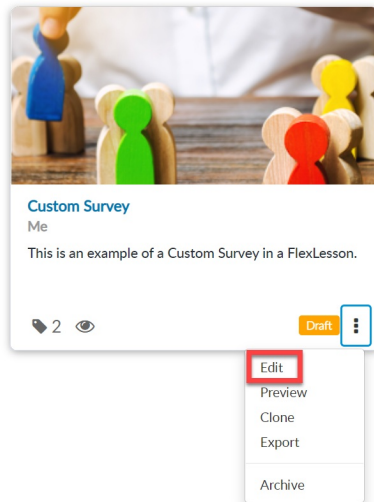 Custom Survey
Me
This is an example of a Custom Survey in a FlexLesson.
2
Draft
Edit
Preview
Clone
Export
Archive